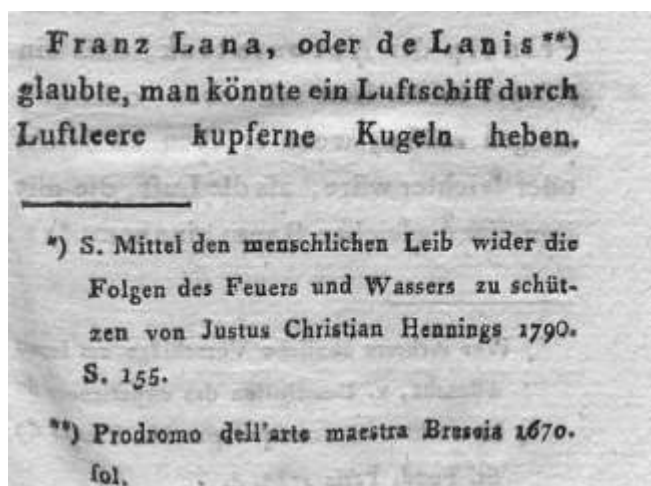 Franz Lana, oder de Lanis **)
glaubte, man könnte ein Luftschiff durch
Luftleere kupferne Kugeln heben.
*) S. Mittel den menschlichen Leib wider die
Folgen des Feuers und Wassers zu schüt-
zen von Justus Christian Hennings 1790.
S. 155.
**) Prodromo dell'arte maestra Brescia 1670.
fol.